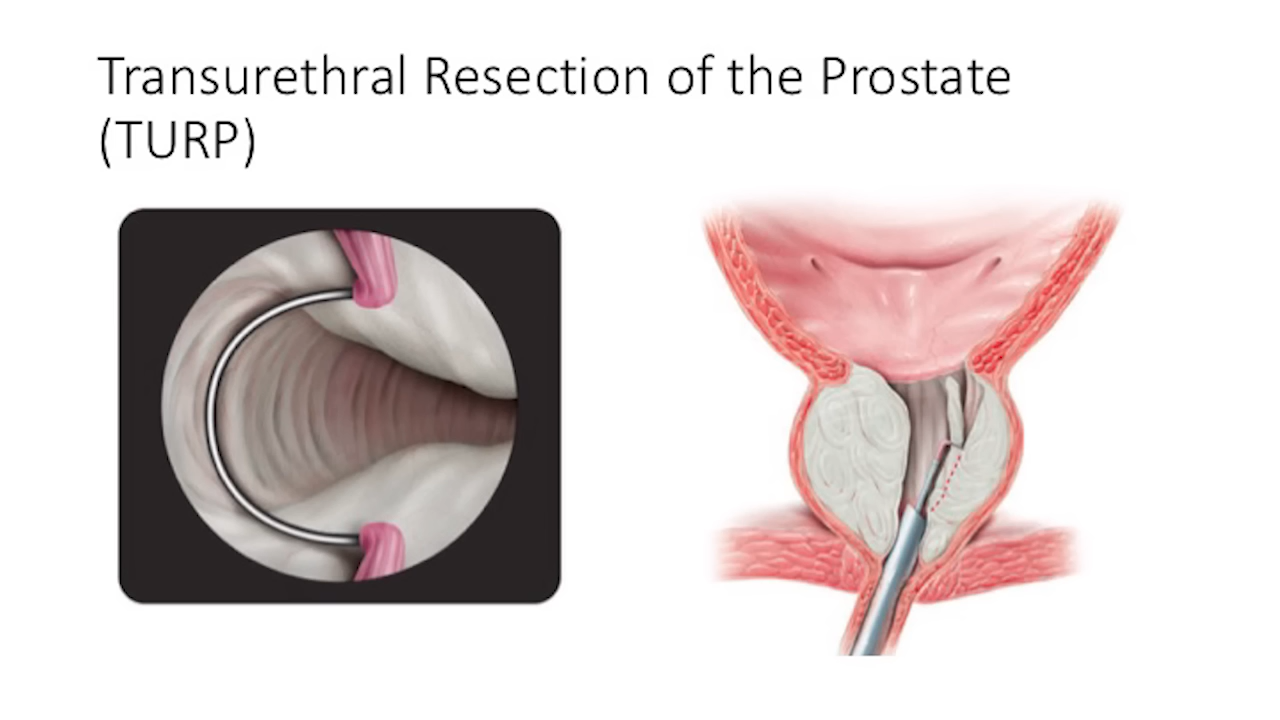 Transurethral Resection of the Prostate
(TURP)